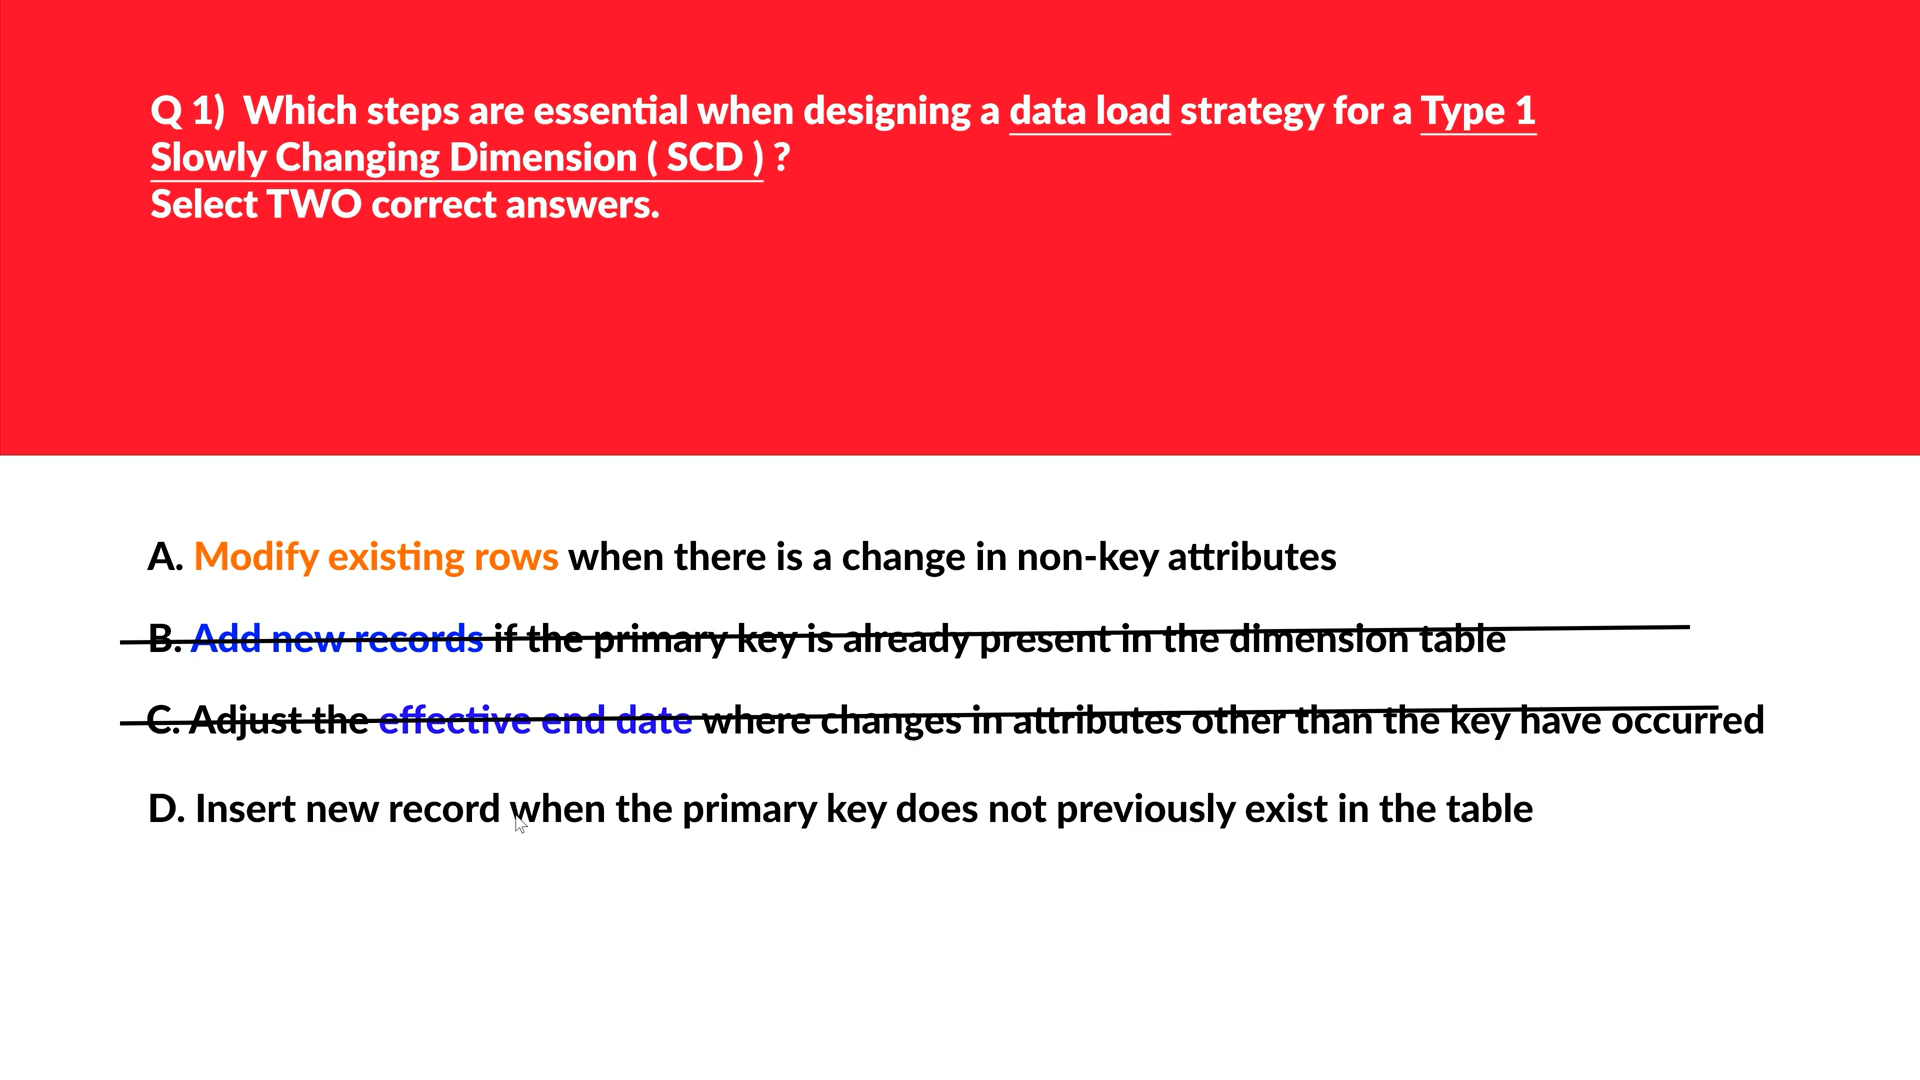 Q 1)  Which steps are essential when designing a data load strategy for a Type 1
Slowly Changing Dimension ( SCD ) ?
Select TWO correct answers.
A. Modify existing rows when there is a change in non-key attributes
B. Add new records if the primary key is already present in the dimension table
C. Adjust the effective end date where changes in attributes other than the key have occurred
D. Insert new record when the primary key does not previously exist in the table